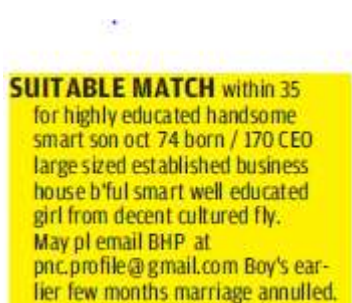 SUITABLE MATCH within 35
for highly educated handsome
smart son oct 74 born / 170 CEO
large sized established business
house b'ful smart well educated
girl from decent cultured fly.
May pl email BHP at
pnc.profile@gmail.com Boy's ear-
lier few months marriage annulled.